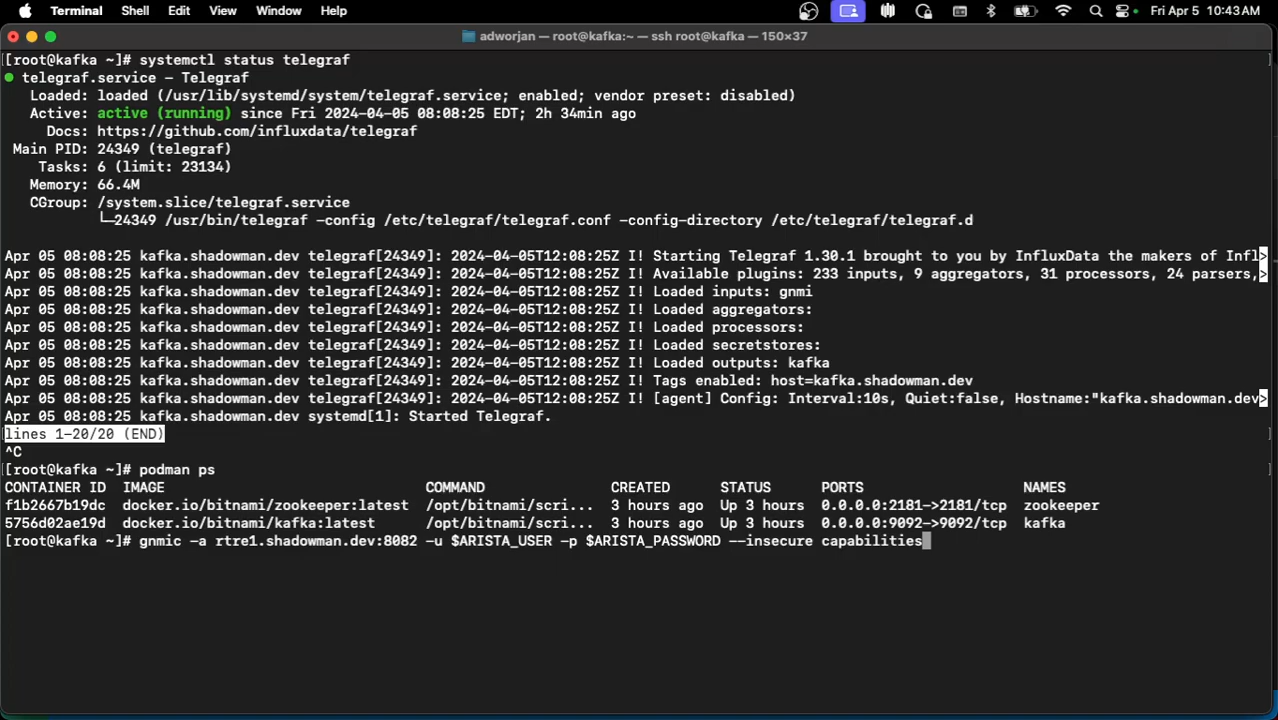 Terminal Shell Edit View Window Help Fri Apr 5 10:43 AM
adworjan — root@kafka:~ — ssh root@kafka — 150×37
[root@kafka ~]# systemctl status telegraf
● telegraf.service - Telegraf
Loaded: loaded (/usr/lib/systemd/system/telegraf.service; enabled; vendor preset: disabled)
Active: active (running) since Fri 2024-04-05 08:08:25 EDT; 2h 34min ago
Docs: https://github.com/influxdata/telegraf
Main PID: 24349 (telegraf)
Tasks: 6 (limit: 23134)
Memory: 66.4M
CGroup: /system.slice/telegraf.service
└─24349 /usr/bin/telegraf -config /etc/telegraf/telegraf.conf -config-directory /etc/telegraf/telegraf.d
Apr 05 08:08:25 kafka.shadowman.dev telegraf[24349]: 2024-04-05T12:08:25Z I! Starting Telegraf 1.30.1 brought to you by InfluxData the makers of Infl>
Apr 05 08:08:25 kafka.shadowman.dev telegraf[24349]: 2024-04-05T12:08:25Z I! Available plugins: 233 inputs, 9 aggregators, 31 processors, 24 parsers,>
Apr 05 08:08:25 kafka.shadowman.dev telegraf[24349]: 2024-04-05T12:08:25Z I! Loaded inputs: gnmi
Apr 05 08:08:25 kafka.shadowman.dev telegraf[24349]: 2024-04-05T12:08:25Z I! Loaded aggregators:
Apr 05 08:08:25 kafka.shadowman.dev telegraf[24349]: 2024-04-05T12:08:25Z I! Loaded processors:
Apr 05 08:08:25 kafka.shadowman.dev telegraf[24349]: 2024-04-05T12:08:25Z I! Loaded secretstores:
Apr 05 08:08:25 kafka.shadowman.dev telegraf[24349]: 2024-04-05T12:08:25Z I! Loaded outputs: kafka
Apr 05 08:08:25 kafka.shadowman.dev telegraf[24349]: 2024-04-05T12:08:25Z I! Tags enabled: host=kafka.shadowman.dev
Apr 05 08:08:25 kafka.shadowman.dev telegraf[24349]: 2024-04-05T12:08:25Z I! [agent] Config: Interval:10s, Quiet:false, Hostname:"kafka.shadowman.dev>
Apr 05 08:08:25 kafka.shadowman.dev systemd[1]: Started Telegraf.
lines 1-20/20 (END)
^C
[root@kafka ~]# podman ps
CONTAINER ID IMAGE COMMAND CREATED STATUS PORTS NAMES
f1b2667b19dc docker.io/bitnami/zookeeper:latest /opt/bitnami/scri... 3 hours ago Up 3 hours 0.0.0.0:2181->2181/tcp zookeeper
5756d02ae19d docker.io/bitnami/kafka:latest /opt/bitnami/scri... 3 hours ago Up 3 hours 0.0.0.0:9092->9092/tcp kafka
[root@kafka ~]# gnmic -a rtre1.shadowman.dev:8082 -u $ARISTA_USER -p $ARISTA_PASSWORD --insecure capabilities